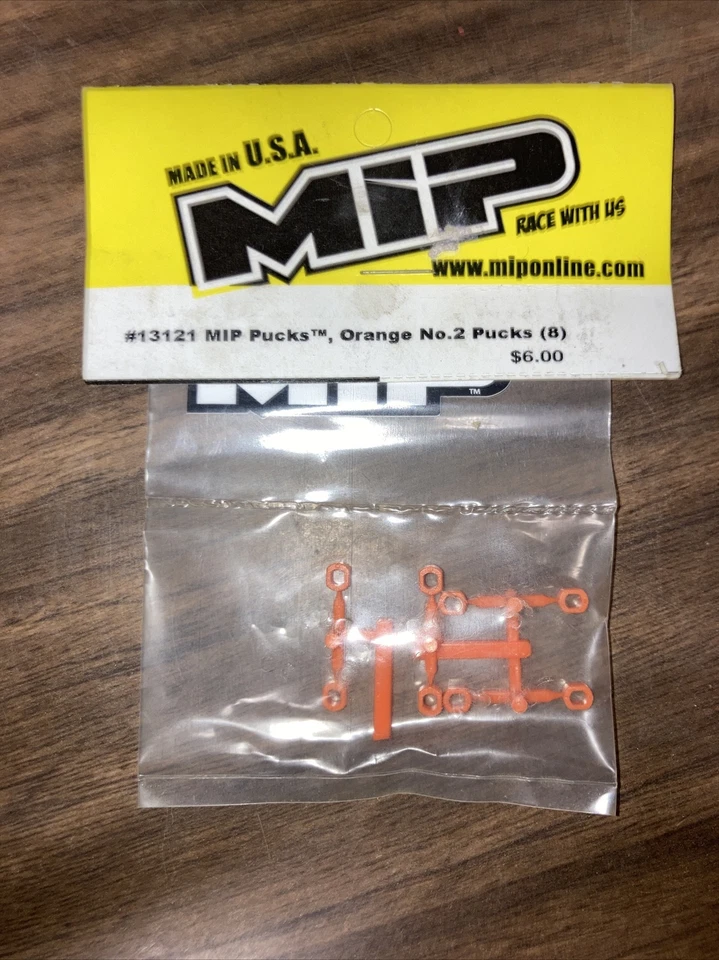 MADE IN U.S.A.
MIP
RACE WITH US
www.miponline.com
#13121 MIP Pucks™, Orange No.2 Pucks (8)
$6.00
MIP™